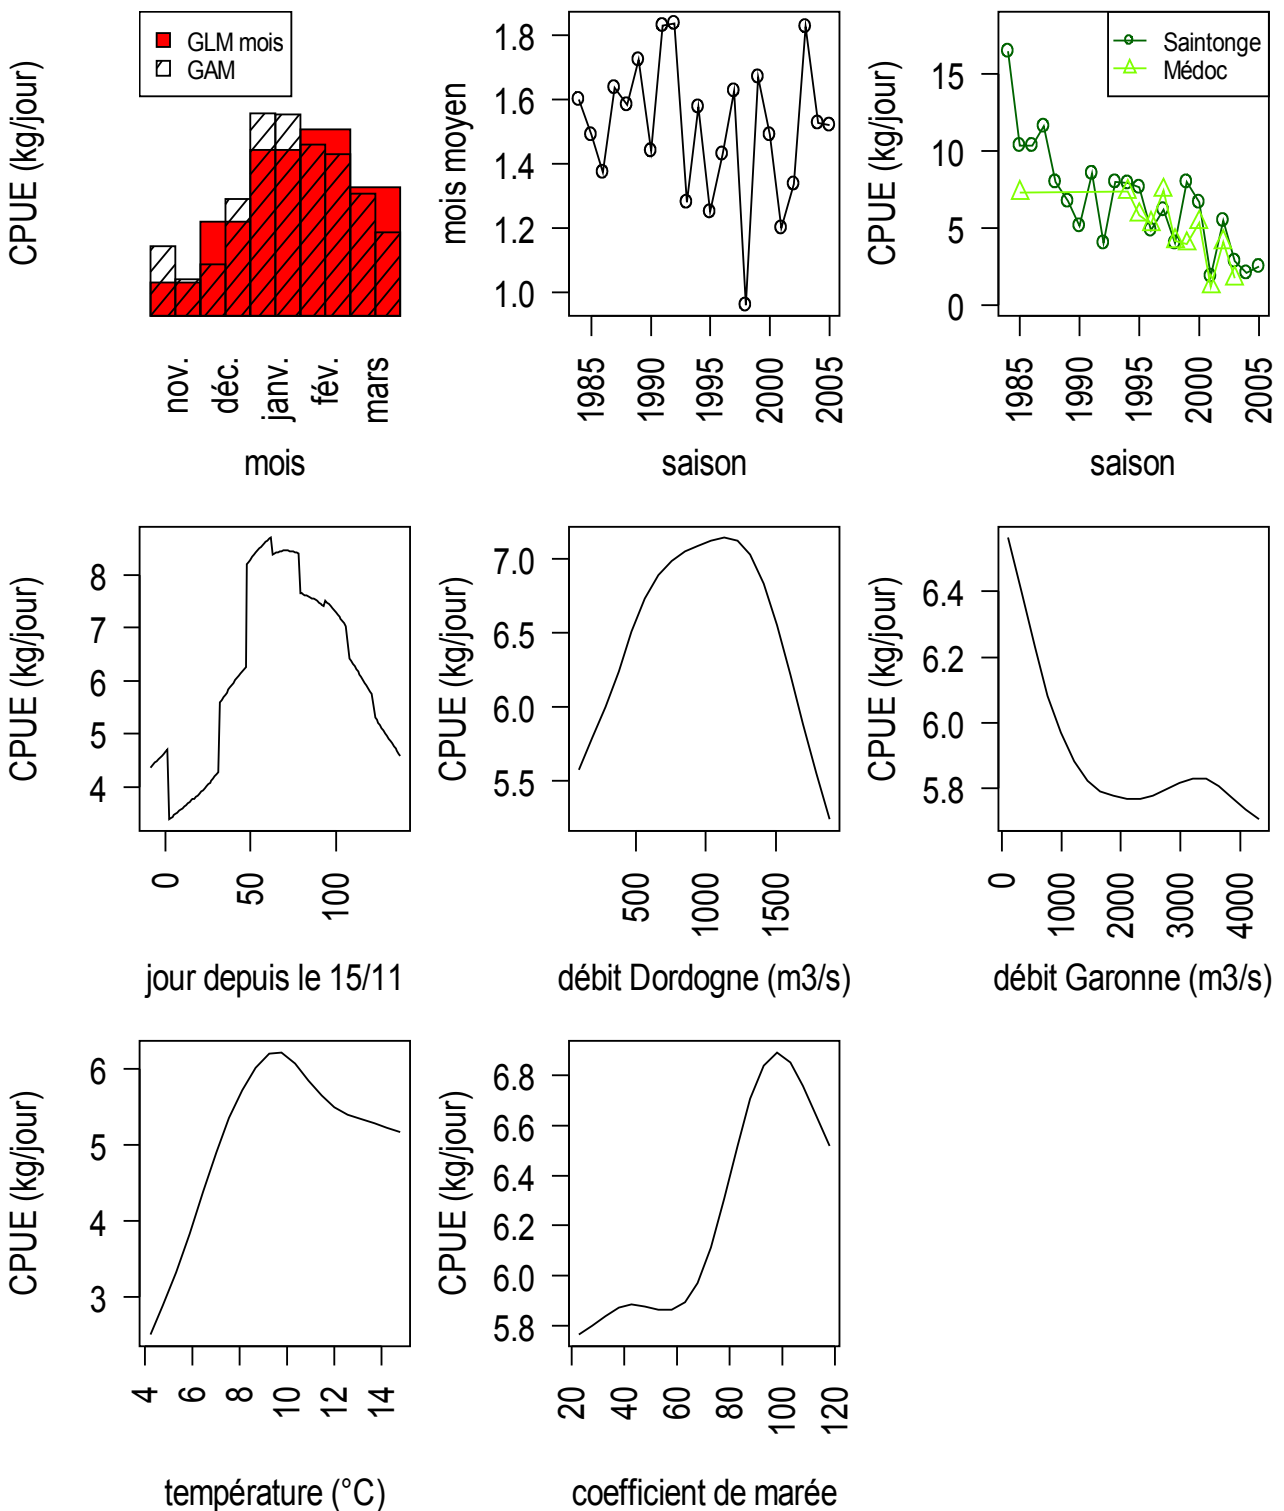 CPUE (kg/jour)
GLM mois
GAM
nov.
déc.
janv.
fév.
mars
mois
mois moyen
1.8
1.6
1.4
1.2
1.0
1985
1990
1995
2000
2005
saison
CPUE (kg/jour)
15
10
5
0
Saintonge
Médoc
1985
1990
1995
2000
2005
saison
CPUE (kg/jour)
8
7
6
5
4
0
50
100
jour depuis le 15/11
CPUE (kg/jour)
7.0
6.5
6.0
5.5
500
1000
1500
débit Dordogne (m3/s)
CPUE (kg/jour)
6.4
6.2
6.0
5.8
0
1000
2000
3000
4000
débit Garonne (m3/s)
CPUE (kg/jour)
6
5
4
3
4
6
8
10
12
14
température (°C)
CPUE (kg/jour)
6.8
6.6
6.4
6.2
6.0
5.8
20
40
60
80
100
120
coefficient de marée